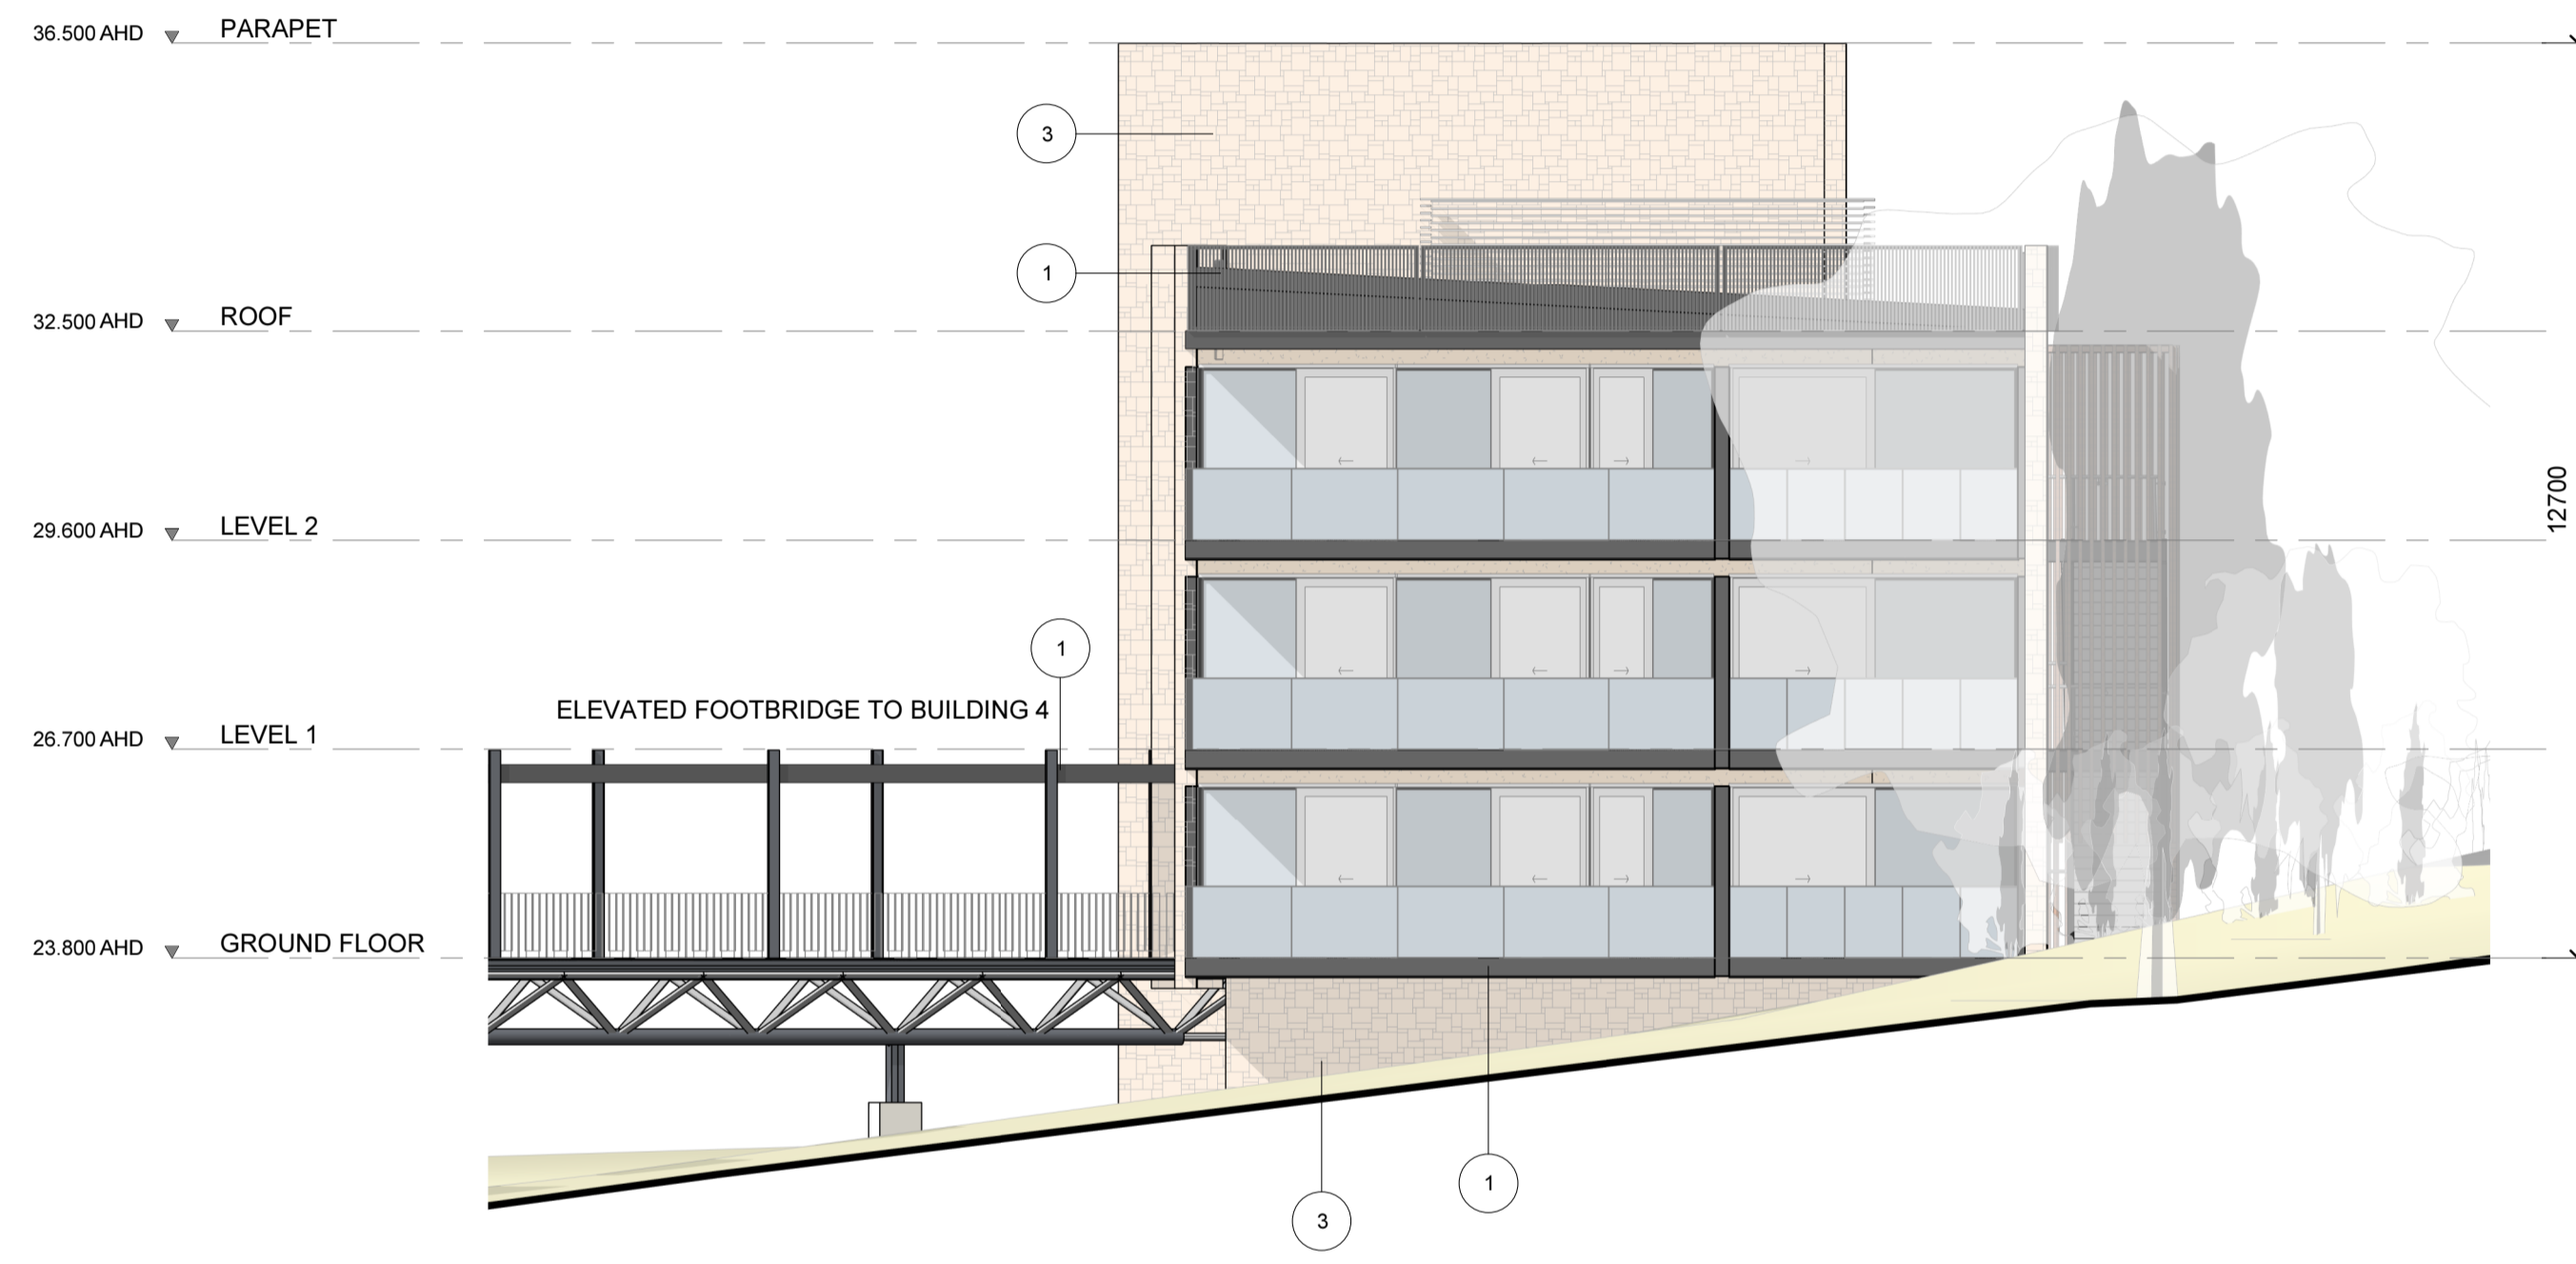 36.500 AHD PARAPET
3
1
32.500 AHD ROOF
29.600 AHD LEVEL 2
12700
1
ELEVATED FOOTBRIDGE TO BUILDING 4
26.700 AHD LEVEL 1
23.800 AHD GROUND FLOOR
1
3